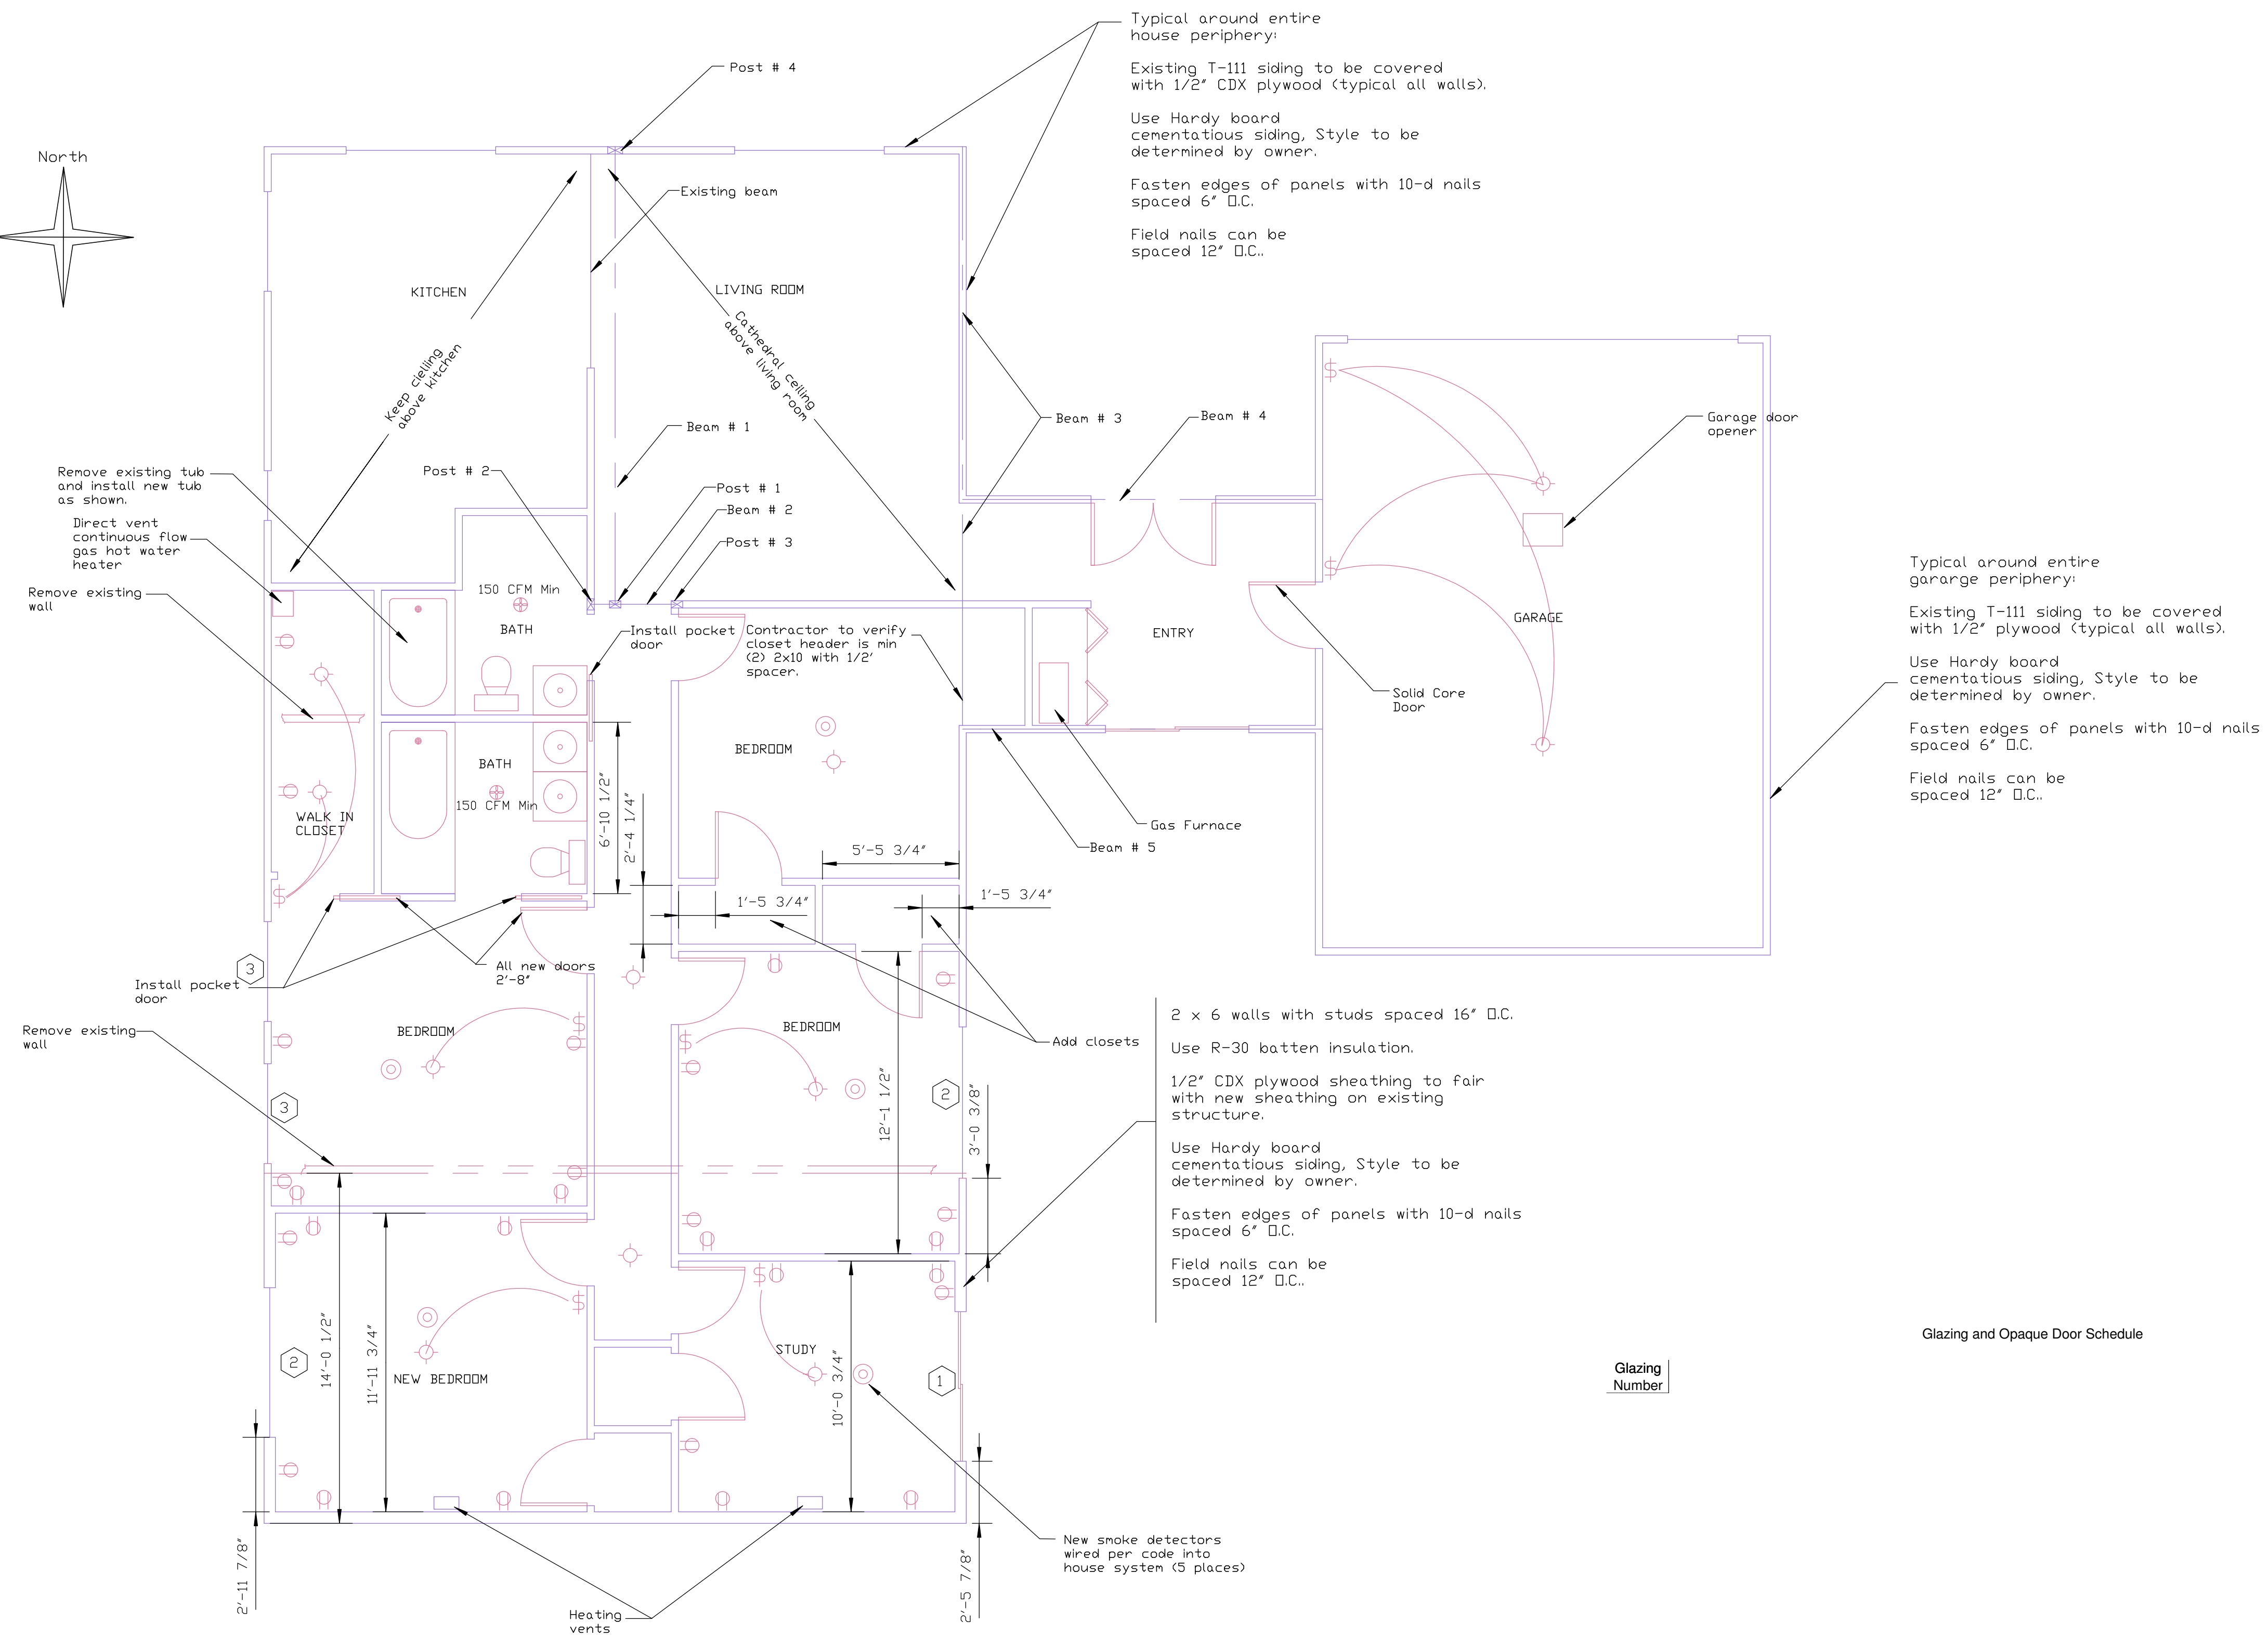 Typical around entire
house periphery:
Existing T-111 siding to be covered
with 1/2" CDX plywood (typical all walls).
Use Hardy board
cementatious siding, Style to be
determined by owner.
Fasten edges of panels with 10-d nails
spaced 6" O.C.
Field nails can be
spaced 12" O.C..
Post # 4
North
Existing beam
KITCHEN
LIVING ROOM
Keep cieliing
above kitchen
Cathedral ceiling
above living room
Beam # 3
Beam # 4
Garage door
opener
Beam # 1
Post # 2
Remove existing tub
and install new tub
as shown.
Post # 1
Beam # 2
Post # 3
Direct vent
continuous flow
gas hot water
heater
Remove existing
wall
150 CFM Min
BATH
Install pocket
door
Contractor to verify
closet header is min
(2) 2x10 with 1/2'
spacer.
ENTRY
GARAGE
Typical around entire
gararge periphery:
Existing T-111 siding to be covered
with 1/2" plywood (typical all walls).
Use Hardy board
cementatious siding, Style to be
determined by owner.
Fasten edges of panels with 10-d nails
spaced 6" O.C.
Field nails can be
spaced 12" O.C..
Solid Core
Door
BEDROOM
BATH
150 CFM Min
6'-10 1/2"
2'-4 1/4"
WALK IN
CLOSET
Gas Furnace
Beam # 5
5'-5 3/4"
1'-5 3/4"
1'-5 3/4"
All new doors
2'-8"
3
Install pocket
door
Remove existing
wall
BEDROOM
BEDROOM
Add closets
2 x 6 walls with studs spaced 16" O.C.
Use R-30 batten insulation.
1/2" CDX plywood sheathing to fair
with new sheathing on existing
structure.
Use Hardy board
cementatious siding, Style to be
determined by owner.
Fasten edges of panels with 10-d nails
spaced 6" O.C.
Field nails can be
spaced 12" O.C..
3
2
12'-1 1/2"
3'-0 3/8"
Glazing and Opaque Door Schedule
Glazing
Number
2
14'-0 1/2"
11'-11 3/4"
NEW BEDROOM
STUDY
10'-0 3/4"
1
2'-11 7/8"
2'-5 7/8"
New smoke detectors
wired per code into
house system (5 places)
Heating
vents